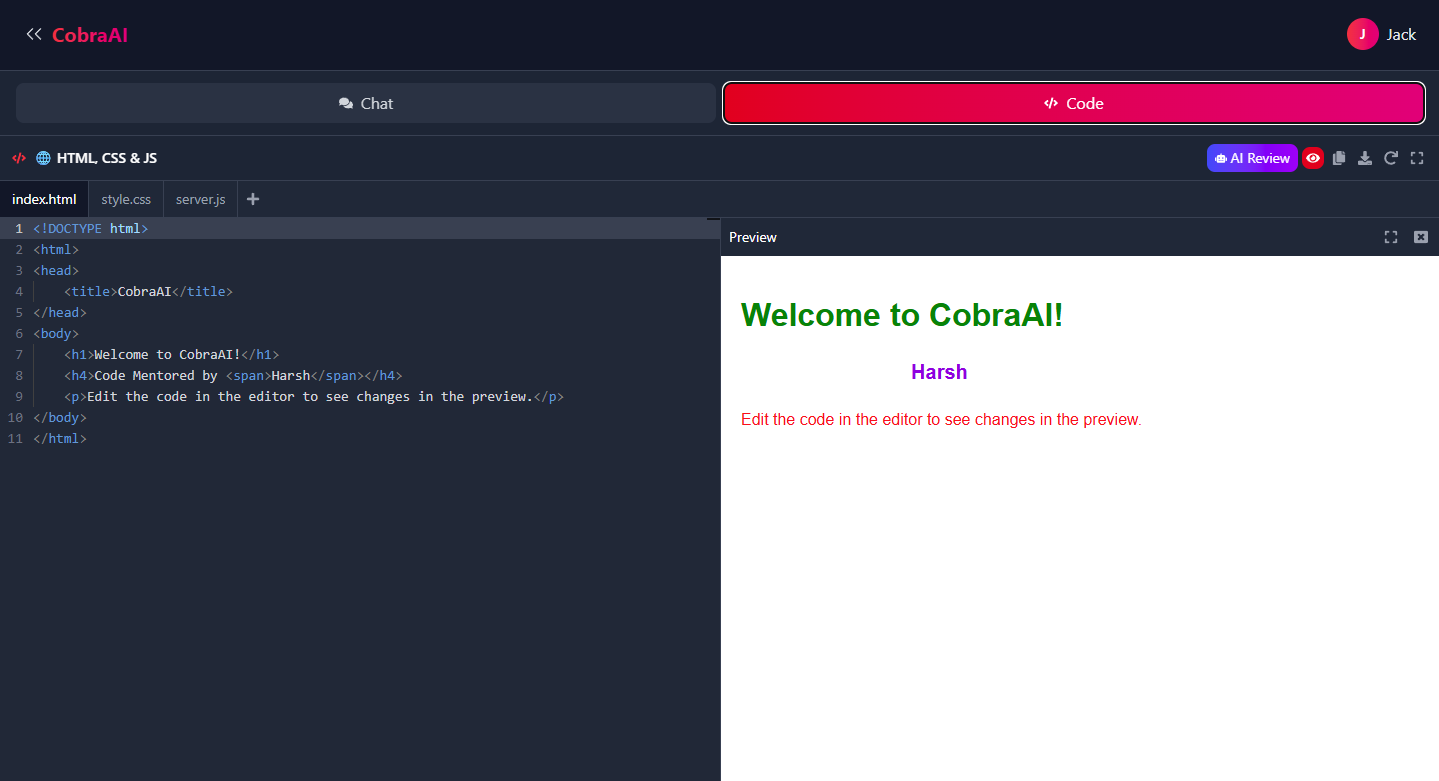 CobraAI
J Jack
Chat
Code
HTML, CSS & JS
AI Review
index.html style.css server.js
1 <!DOCTYPE html>
2 <html>
3 <head>
4 <title>CobraAI</title>
5 </head>
6 <body>
7 <h1>Welcome to CobraAI!</h1>
8 <h4>Code Mentored by <span>Harsh</span></h4>
9 <p>Edit the code in the editor to see changes in the preview.</p>
10 </body>
11 </html>
Preview
Welcome to CobraAI!
Harsh
Edit the code in the editor to see changes in the preview.